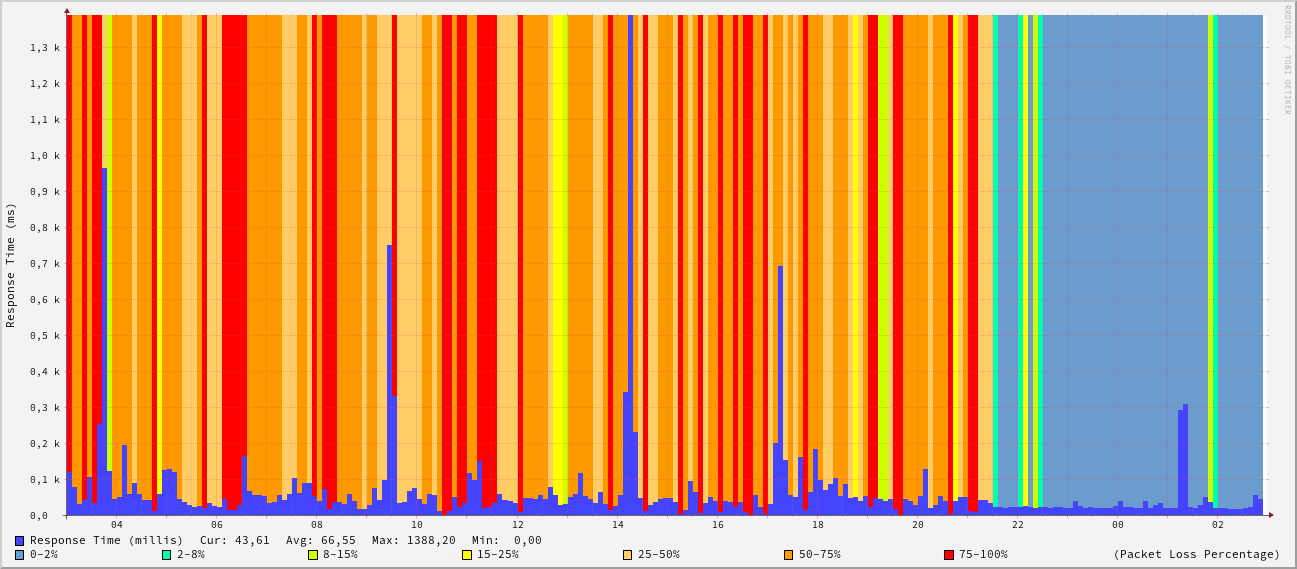 RRDTOOL / TOBI OETIKER
Response Time (ms)
1,3 k
1,2 k
1,1 k
1,0 k
0,9 k
0,8 k
0,7 k
0,6 k
0,5 k
0,4 k
0,3 k
0,2 k
0,1 k
0,0
04 06 08 10 12 14 16 18 20 22 00 02
Response Time (millis) Cur: 43,61 Avg: 66,55 Max: 1388,20 Min: 0,00
0-2% 2-8% 8-15% 15-25% 25-50% 50-75% 75-100% (Packet Loss Percentage)